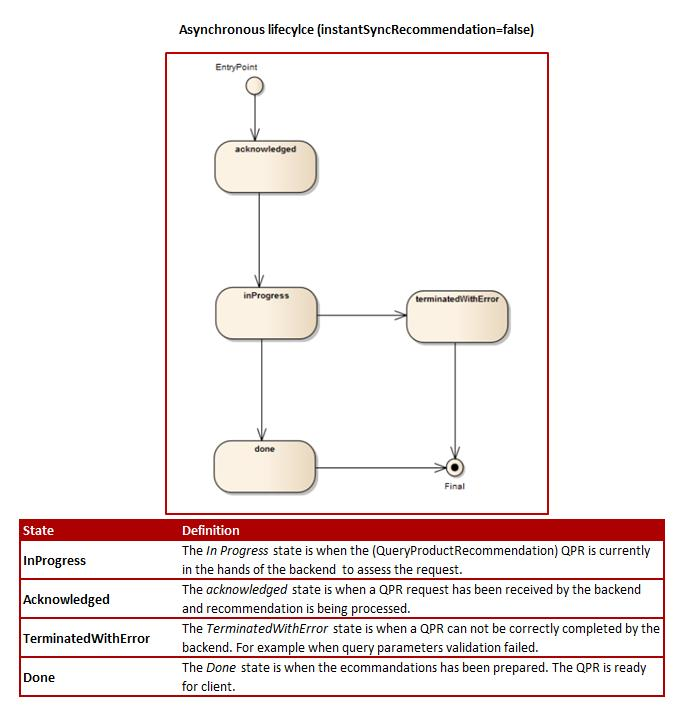 Asynchronous lifecylce (instantSyncRecommendation=false)
EntryPoint
acknowledged
inProgress
terminatedWithError
done
Final
State Definition
InProgress
The In Progress state is when the (QueryProductRecommendation) QPR is currently
in the hands of the backend to assess the request.
Acknowledged
The acknowledged state is when a QPR request has been received by the backend
and recommendation is being processed.
TerminatedWithError
The TerminatedWithError state is when a QPR can not be correctly completed by the
backend. For example when query parameters validation failed.
Done
The Done state is when the ecommandations has been prepared. The QPR is ready
for client.